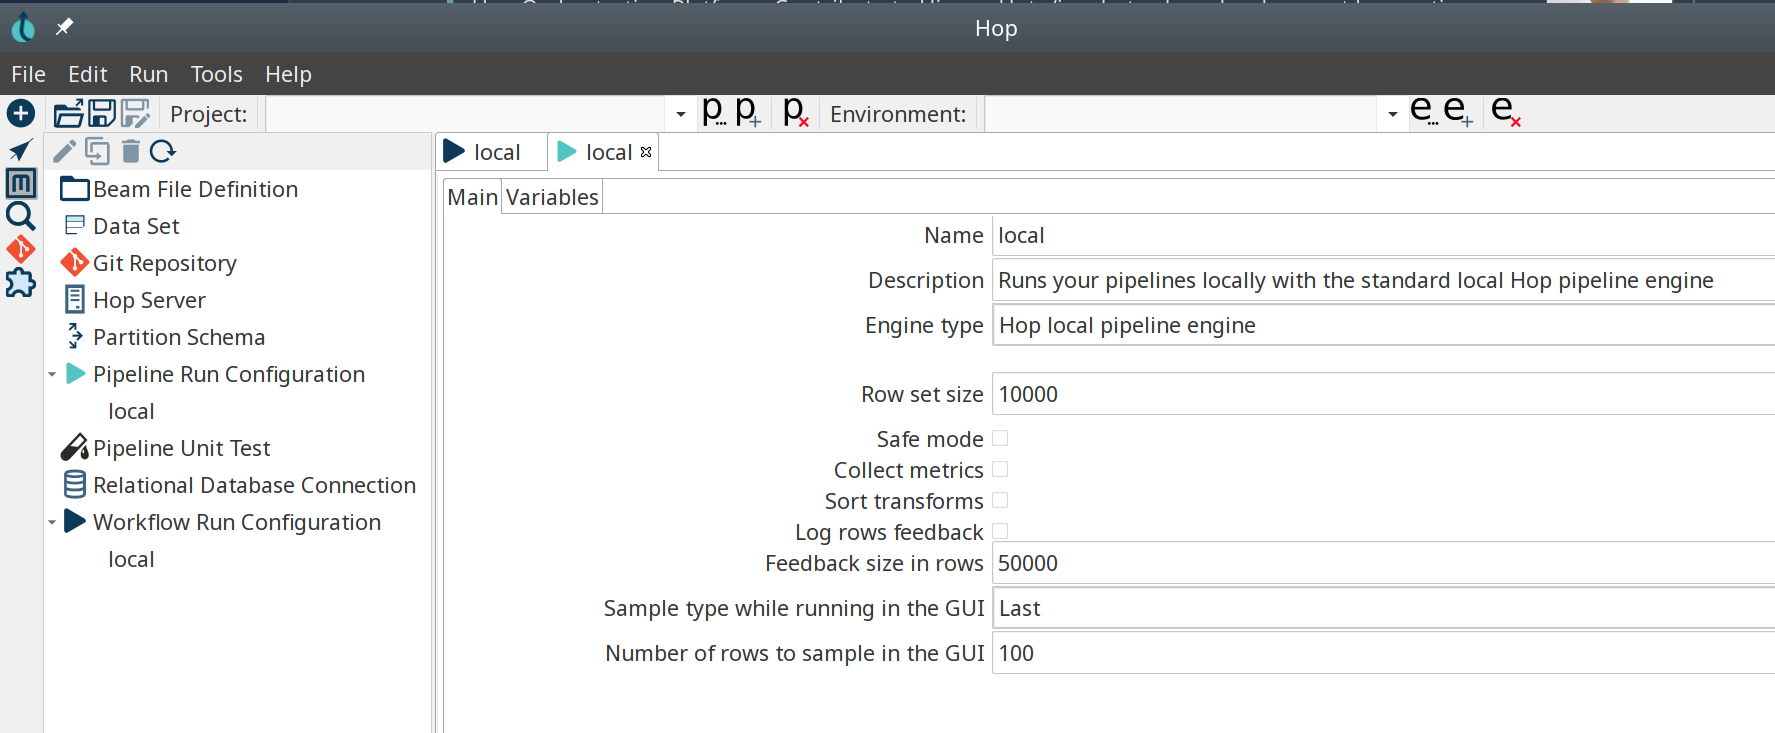 Hop
File Edit Run Tools Help
Project: p... p+ px Environment: e... e+ ex
local local
Beam File Definition
Data Set
Git Repository
Hop Server
Partition Schema
Pipeline Run Configuration
local
Pipeline Unit Test
Relational Database Connection
Workflow Run Configuration
local
Main Variables
Name local
Description Runs your pipelines locally with the standard local Hop pipeline engine
Engine type Hop local pipeline engine
Row set size 10000
Safe mode
Collect metrics
Sort transforms
Log rows feedback
Feedback size in rows 50000
Sample type while running in the GUI Last
Number of rows to sample in the GUI 100